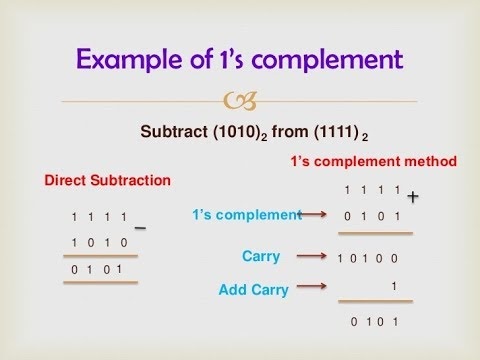 Example of 1's complement
Subtract (1010)2 from (1111) 2
Direct Subtraction
1 1 1 1
1 0 1 0 −
0 1 0 1
1's complement method
1 1 1 1 +
1's complement 0 1 0 1
Carry 1 0 1 0 0
Add Carry 1
0 1 0 1